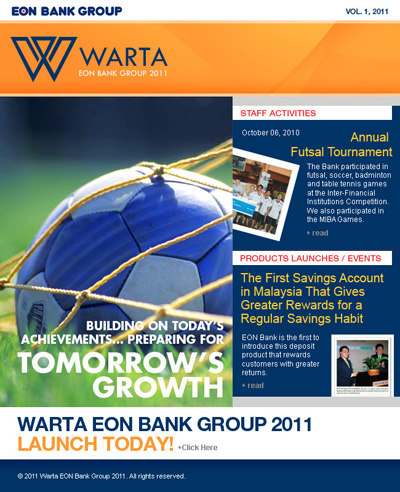 EON BANK GROUP
VOL. 1, 2011
WARTA
EON BANK GROUP 2011
STAFF ACTIVITIES
October 06, 2010
Annual
Futsal Tournament
The Bank participated in
futsal, soccer, badminton
and table tennis games
at the Inter-Financial
Institutions Competition.
We also participated in
the MIBA Games.
+ read
PRODUCTS LAUNCHES / EVENTS
The First Savings Account
in Malaysia That Gives
Greater Rewards for a
Regular Savings Habit
EON Bank is the first to
introduce this deposit
product that rewards
customers with greater
returns.
+ read
BUILDING ON TODAY'S
ACHIEVEMENTS... PREPARING FOR
TOMORROW'S
GROWTH
WARTA EON BANK GROUP 2011
LAUNCH TODAY! +Click Here
© 2011 Warta EON Bank Group 2011. All rights reserved.